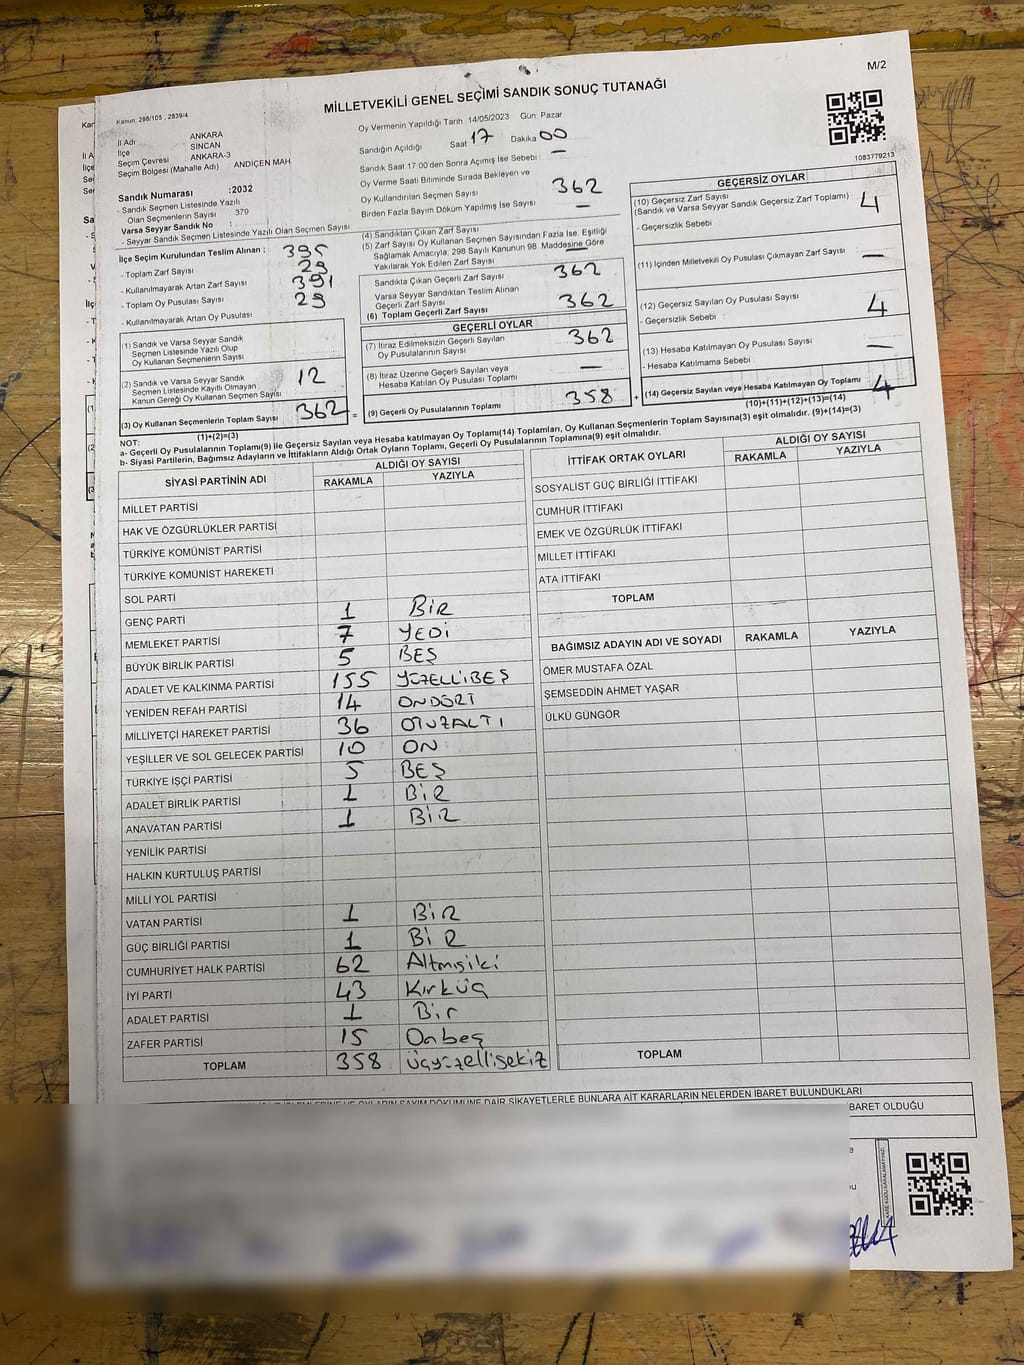 M/2
MİLLETVEKİLİ GENEL SEÇİMİ SANDIK SONUÇ TUTANAĞI
Kanun. 298/105 , 2839/4
İl Adı ANKARA
İlçe SİNCAN
Seçim Çevresi ANKARA-3
Seçim Bölgesi (Mahalle Adı) ANDİÇEN MAH
Sandık Numarası :2032
- Sandık Seçmen Listesinde Yazılı
Olan Seçmenlerin Sayısı 379
Varsa Seyyar Sandık No :
- Seyyar Sandık Seçmen Listesinde Yazılı Olan Seçmen Sayısı
İlçe Seçim Kurulundan Teslim Alınan :
- Toplam Zarf Sayısı 395
- Kullanılmayarak Artan Zarf Sayısı 29
- Toplam Oy Pusulası Sayısı 391
- Kullanılmayarak Artan Oy Pusulası 29
(1) Sandık ve Varsa Seyyar Sandık
Seçmen Listesinde Yazılı Olup
Oy Kullanan Seçmenlerin Sayısı
(2) Sandık ve Varsa Seyyar Sandık
Seçmen Listesinde Kayıtlı Olmayan
Kanun Gereği Oy Kullanan Seçmen Sayısı 12
(3) Oy Kullanan Seçmenlerin Toplam Sayısı 362 =
(1)+(2)=(3)
Oy Vermenin Yapıldığı Tarih 14/05/2023 Gün: Pazar
Sandığın Açıldığı Saat 17 Dakika 00
Sandık Saat 17:00 den Sonra Açımış İse Sebebi : —
Oy Verme Saati Bitiminde Sırada Bekleyen ve
Oy Kullandırılan Seçmen Sayısı 362
Birden Fazla Sayım Döküm Yapılmış İse Sayısı —
(4) Sandıktan Çıkan Zarf Sayısı
(5) Zarf Sayısı Oy Kullanan Seçmen Sayısından Fazla İse, Eşitliği
Sağlamak Amacıyla, 298 Sayılı Kanunun 98. Maddesine Göre
Yakılarak Yok Edilen Zarf Sayısı —
Sandıkta Çıkan Geçerli Zarf Sayısı 362
Varsa Seyyar Sandıktan Teslim Alınan
Geçerli Zarf Sayısı
(6) Toplam Geçerli Zarf Sayısı 362
GEÇERLİ OYLAR
(7) İtiraz Edilmeksizin Geçerli Sayılan
Oy Pusulalarının Sayısı 362
(8) İtiraz Üzerine Geçerli Sayılan veya
Hesaba Katılan Oy Pusulası Toplamı —
(9) Geçerli Oy Pusulalarının Toplamı 358 +
1083779213
GEÇERSİZ OYLAR
(10) Geçersiz Zarf Sayısı
(Sandık ve Varsa Seyyar Sandık Geçersiz Zarf Toplamı) 4
- Geçersizlik Sebebi
(11) İçinden Milletvekili Oy Pusulası Çıkmayan Zarf Sayısı —
(12) Geçersiz Sayılan Oy Pusulası Sayısı 4
- Geçersizlik Sebebi :
(13) Hesaba Katılmayan Oy Pusulası Sayısı —
- Hesaba Katılmama Sebebi
(14) Geçersiz Sayılan veya Hesaba Katılmayan Oy Toplamı 4
(10)+(11)+(12)+(13)=(14)
NOT:
a- Geçerli Oy Pusulalarının Toplamı(9) ile Geçersiz Sayılan veya Hesaba katılmayan Oy Toplamı(14) Toplamları, Oy Kullanan Seçmenlerin Toplam Sayısına(3) eşit olmalıdır. (9)+(14)=(3)
b- Siyasi Partilerin, Bağımsız Adayların ve İttifakların Aldığı Ortak Oyların Toplamı, Geçerli Oy Pusulalarının Toplamına(9) eşit olmalıdır.
SİYASİ PARTİNİN ADI ALDIĞI OY SAYISI
RAKAMLA YAZIYLA
MİLLET PARTİSİ
HAK VE ÖZGÜRLÜKLER PARTİSİ
TÜRKİYE KOMÜNİST PARTİSİ
TÜRKİYE KOMÜNİST HAREKETİ
SOL PARTİ
GENÇ PARTİ 1 BİR
MEMLEKET PARTİSİ 7 YEDİ
BÜYÜK BİRLİK PARTİSİ 5 BEŞ
ADALET VE KALKINMA PARTİSİ 155 YÜZELLİBEŞ
YENİDEN REFAH PARTİSİ 14 ONDÖRT
MİLLİYETÇİ HAREKET PARTİSİ 36 OTUZALTI
YEŞİLLER VE SOL GELECEK PARTİSİ 10 ON
TÜRKİYE İŞÇİ PARTİSİ 5 BEŞ
ADALET BİRLİK PARTİSİ 1 BİR
ANAVATAN PARTİSİ 1 BİR
YENİLİK PARTİSİ
HALKIN KURTULUŞ PARTİSİ
MİLLİ YOL PARTİSİ
VATAN PARTİSİ 1 BİR
GÜÇ BİRLİĞİ PARTİSİ 1 BİR
CUMHURİYET HALK PARTİSİ 62 Altmışiki
İYİ PARTİ 43 Kırküç
ADALET PARTİSİ 1 Bir
ZAFER PARTİSİ 15 Onbeş
TOPLAM 358 üçyüzellisekiz
İTTİFAK ORTAK OYLARI ALDIĞI OY SAYISI
RAKAMLA YAZIYLA
SOSYALİST GÜÇ BİRLİĞİ İTTİFAKI
CUMHUR İTTİFAKI
EMEK VE ÖZGÜRLÜK İTTİFAKI
MİLLET İTTİFAKI
ATA İTTİFAKI
TOPLAM
BAĞIMSIZ ADAYIN ADI VE SOYADI RAKAMLA YAZIYLA
ÖMER MUSTAFA ÖZAL
ŞEMSEDDİN AHMET YAŞAR
ÜLKÜ GÜNGÖR
TOPLAM
İŞLEMLERİNE VE OYLARIN SAYIM DÖKÜMÜNE DAİR ŞİKAYETLERLE BUNLARA AİT KARARLARIN NELERDEN İBARET BULUNDUKLARI
BARET OLDUĞU